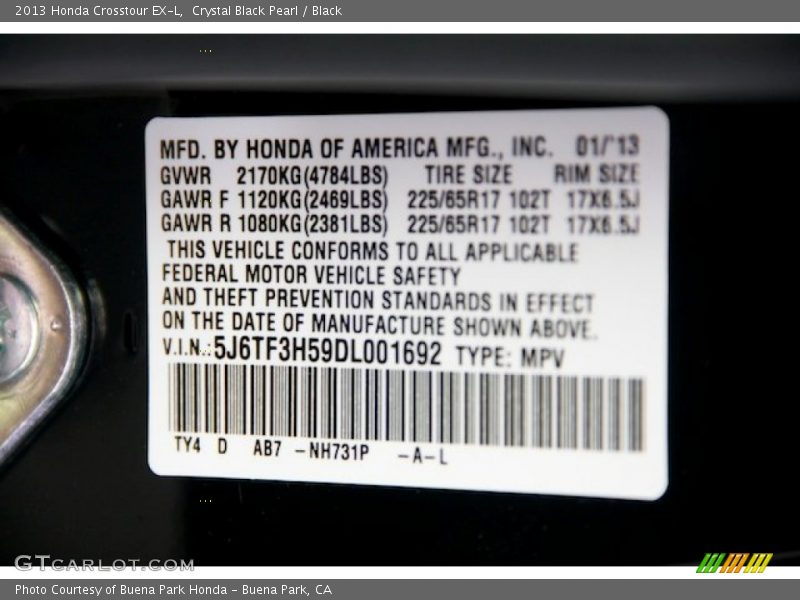 2013 Honda Crosstour EX-L, Crystal Black Pearl / Black
MFD. BY HONDA OF AMERICA MFG., INC. 01/'13
GVWR 2170KG(4784LBS) TIRE SIZE RIM SIZE
GAWR F 1120KG(2469LBS) 225/65R17 102T 17X6.5J
GAWR R 1080KG(2381LBS) 225/65R17 102T 17X6.5J
THIS VEHICLE CONFORMS TO ALL APPLICABLE
FEDERAL MOTOR VEHICLE SAFETY
AND THEFT PREVENTION STANDARDS IN EFFECT
ON THE DATE OF MANUFACTURE SHOWN ABOVE.
V.I.N.:5J6TF3H59DL001692 TYPE: MPV
TY4 D AB7 -NH731P -A-L
GTCARLOT.COM
Photo Courtesy of Buena Park Honda - Buena Park, CA